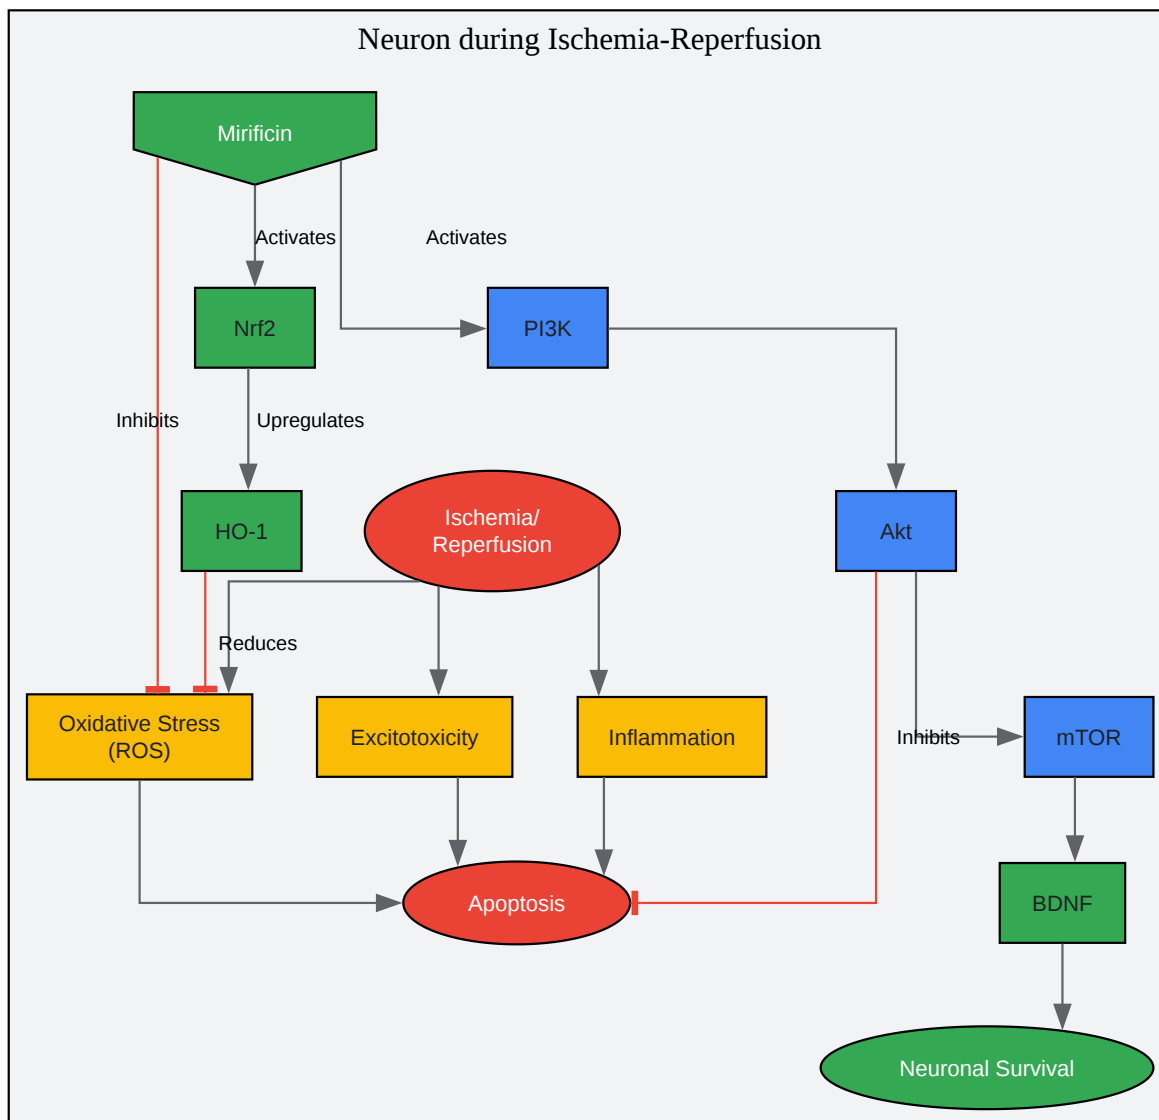 Neuron during Ischemia-Reperfusion
Mirificin
Activates
Activates
Nrf2
PI3K
Inhibits
Upregulates
HO-1
Ischemia/
Reperfusion
Akt
Reduces
Oxidative Stress
(ROS)
Excitotoxicity
Inflammation
Inhibits
mTOR
Apoptosis
BDNF
Neuronal Survival